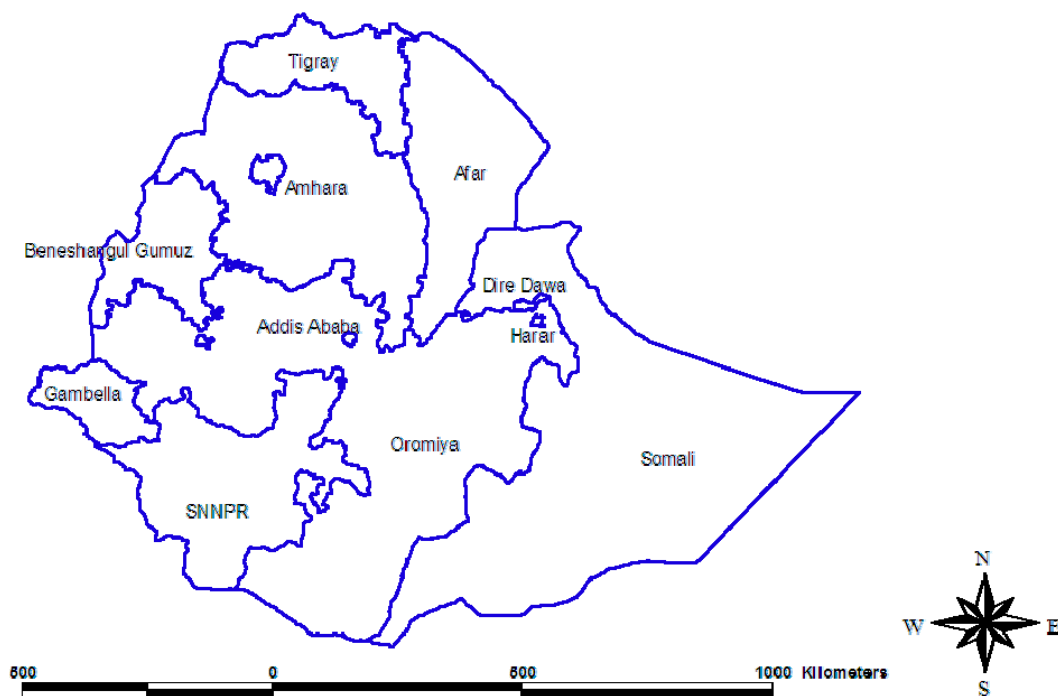 Tigray
Afar
Amhara
Beneshangul Gumuz
Dire Dawa
Addis Ababa
Harar
Gambella
Oromiya
Somali
SNNPR
N
W
E
S
500 0 500 1000 Kilometers